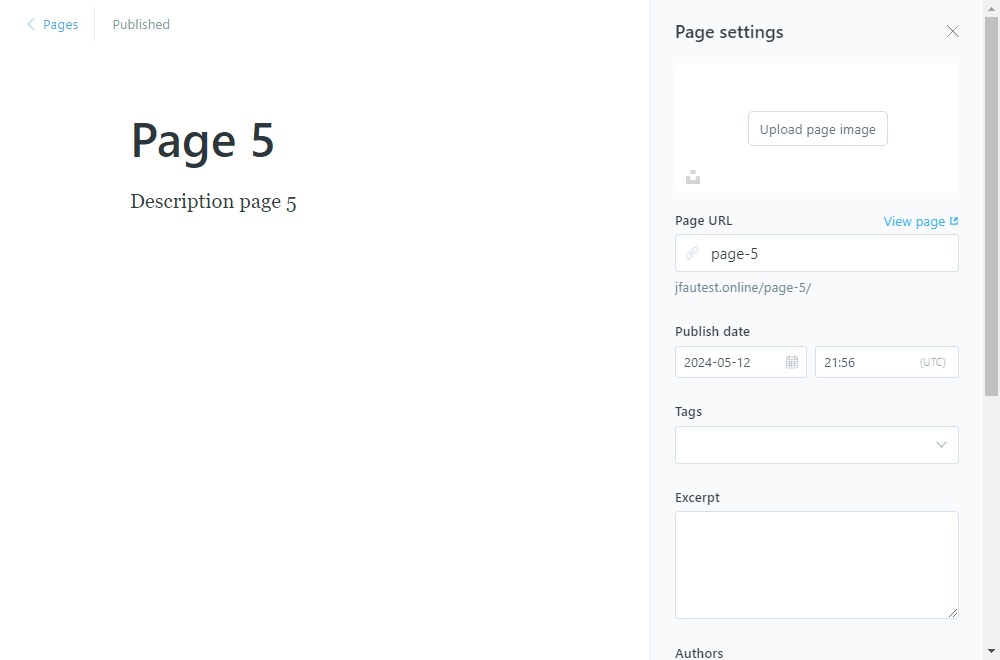 Pages
Published
Page 5
Description page 5
Page settings
Upload page image
Page URL
View page
page-5
jfautest.online/page-5/
Publish date
2024-05-12
21:56
(UTC)
Tags
Excerpt
Authors